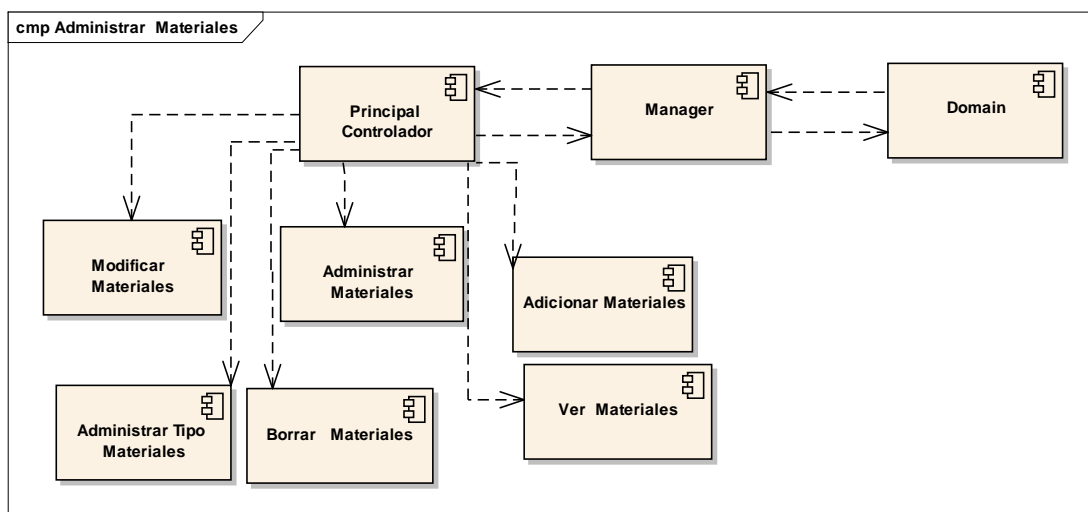 cmp Administrar Materiales
Principal
Controlador
Manager
Domain
Modificar
Materiales
Administrar
Materiales
Adicionar Materiales
Administrar Tipo
Materiales
Borrar Materiales
Ver Materiales